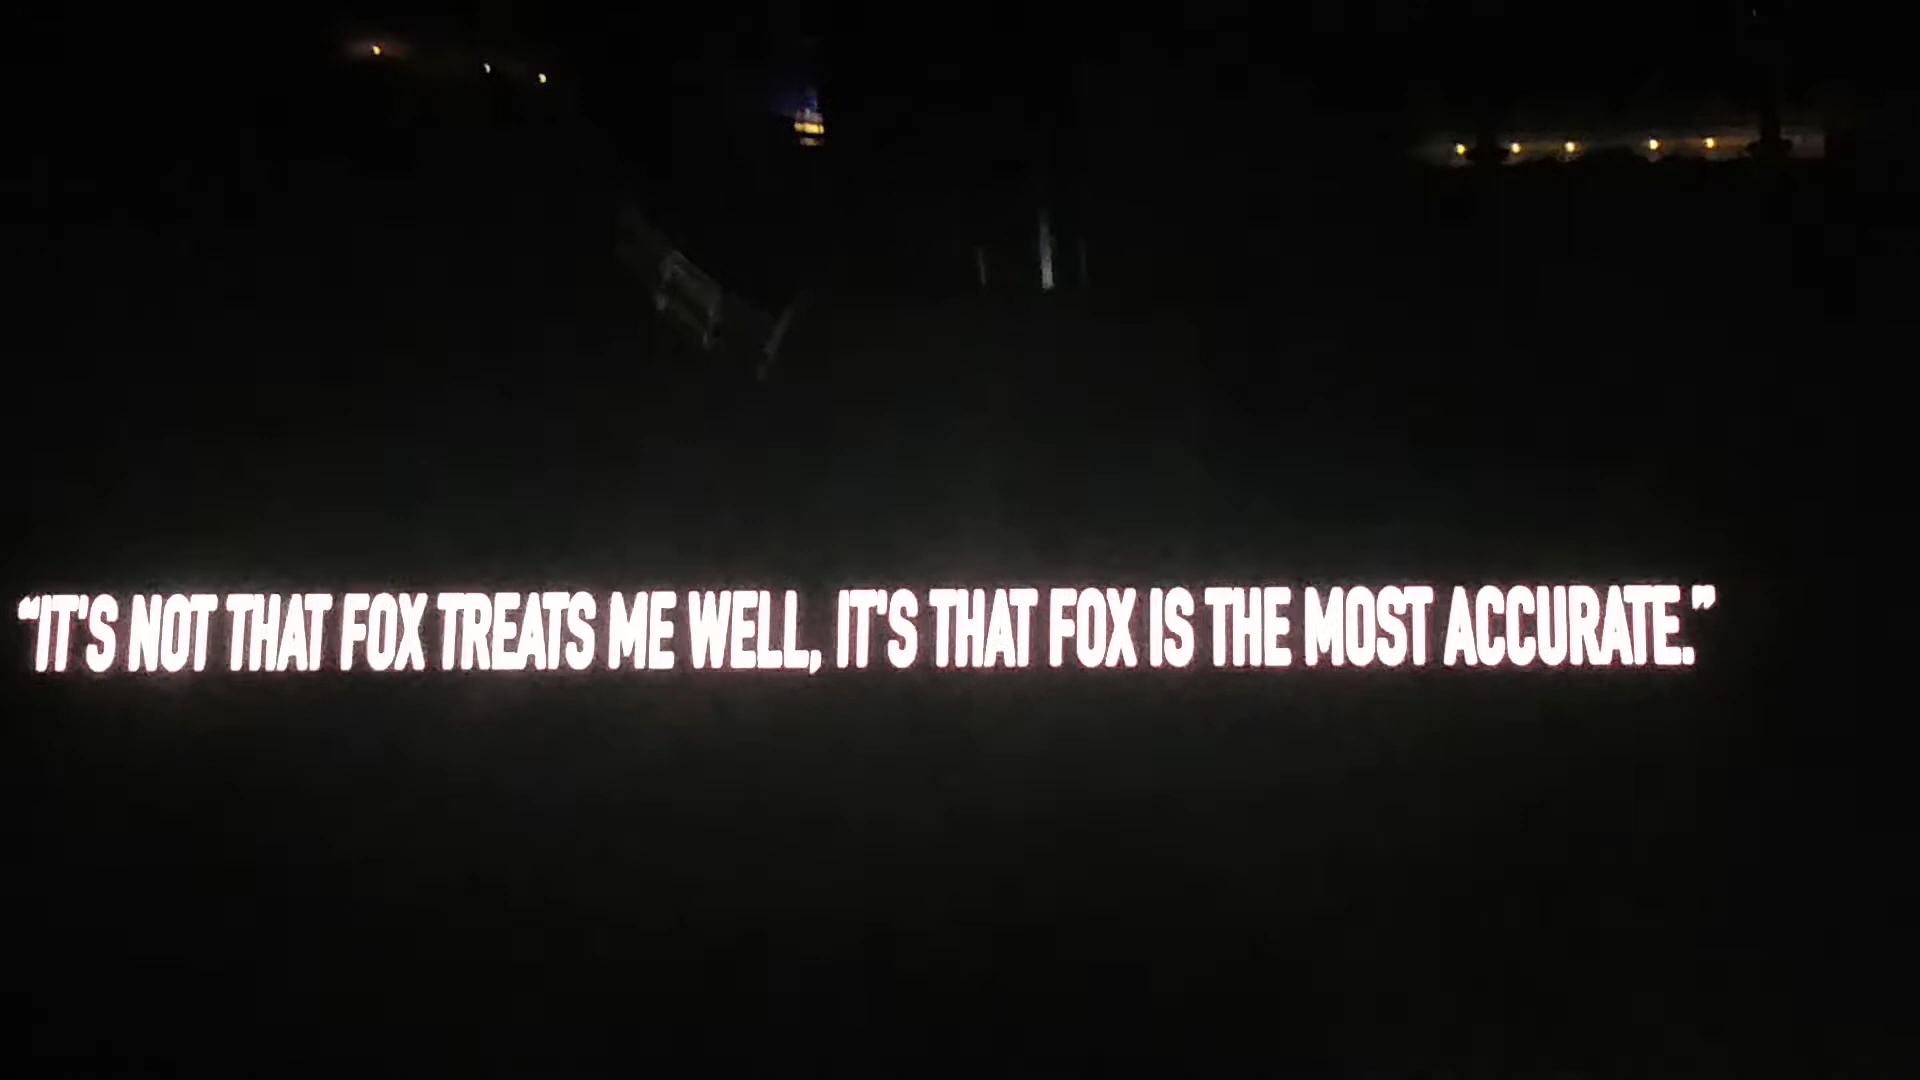 “IT'S NOT THAT FOX TREATS ME WELL, IT'S THAT FOX IS THE MOST ACCURATE.”